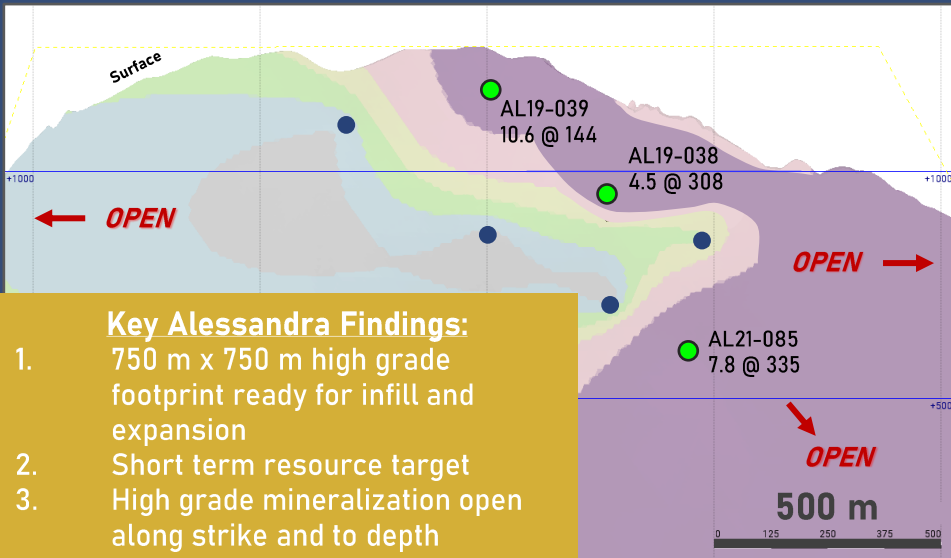 Surface
AL19-039
10.6 @ 144
AL19-038
4.5 @ 308
+1000
+1000
OPEN
OPEN
Key Alessandra Findings:
1. 750 m x 750 m high grade
footprint ready for infill and
expansion
2. Short term resource target
3. High grade mineralization open
along strike and to depth
AL21-085
7.8 @ 335
+500
OPEN
500 m
0 125 250 375 500